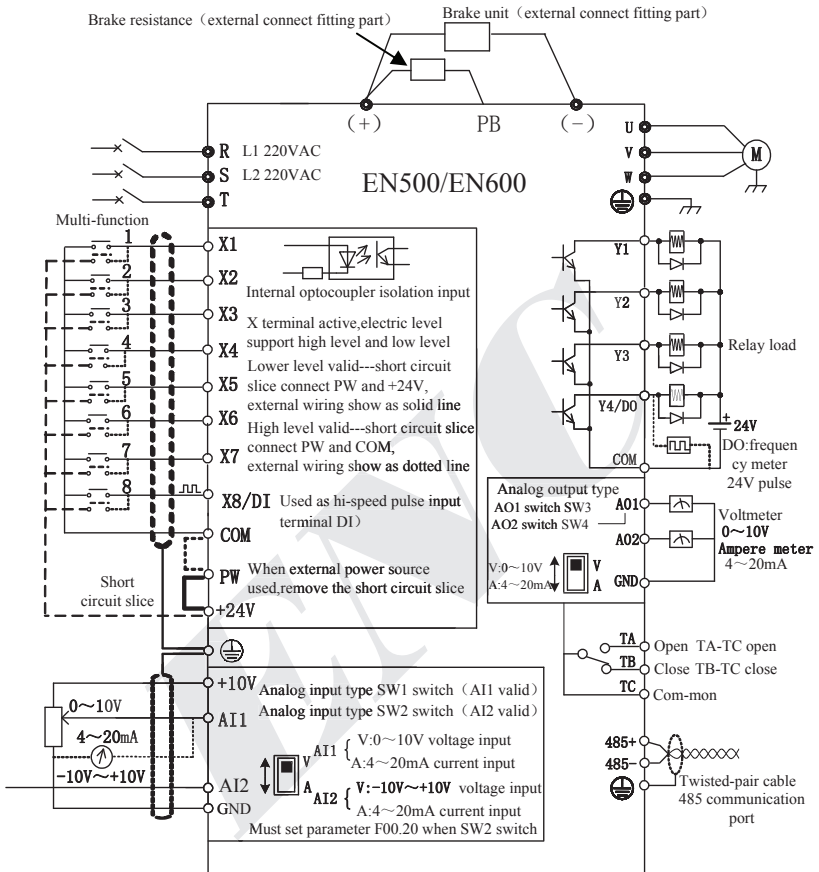 Brake resistance（external connect fitting part）
Brake unit（external connect fitting part）
(+)
PB
(−)
R L1 220VAC
S L2 220VAC
T
EN500/EN600
U
V
W
M
Multi-function
1
2
3
4
5
6
7
8
X1
X2
X3
X4
X5
X6
X7
X8/DI
COM
PW
+24V
Internal optocoupler isolation input
X terminal active,electric level
support high level and low level
Lower level valid---short circuit
slice connect PW and +24V,
external wiring show as solid line
High level valid---short circuit slice
connect PW and COM,
external wiring show as dotted line
Used as hi-speed pulse input
terminal DI）
When external power source
used,remove the short circuit slice
Short
circuit slice
Y1
Y2
Y3
Y4/DO
COM
Relay load
+
24V
DO:frequen
cy meter
24V pulse
Analog output type
AO1 switch SW3
AO2 switch SW4
V:0～10V
A:4～20mA
V
A
AO1
AO2
GND
Voltmeter
0～10V
Ampere meter
4～20mA
TA
TB
TC
Open TA-TC open
Close TB-TC close
Com-mon
+10V
AI1
AI2
GND
0～10V
4～20mA
-10V～+10V
Analog input type SW1 switch（AI1 valid）
Analog input type SW2 switch（AI2 valid）
V
A
AI1 { V:0～10V voltage input
A:4～20mA current input
AI2 { V:-10V～+10V voltage input
A:4～20mA current input
Must set parameter F00.20 when SW2 switch
485+
485-
Twisted-pair cable
485 communication
port
ENC